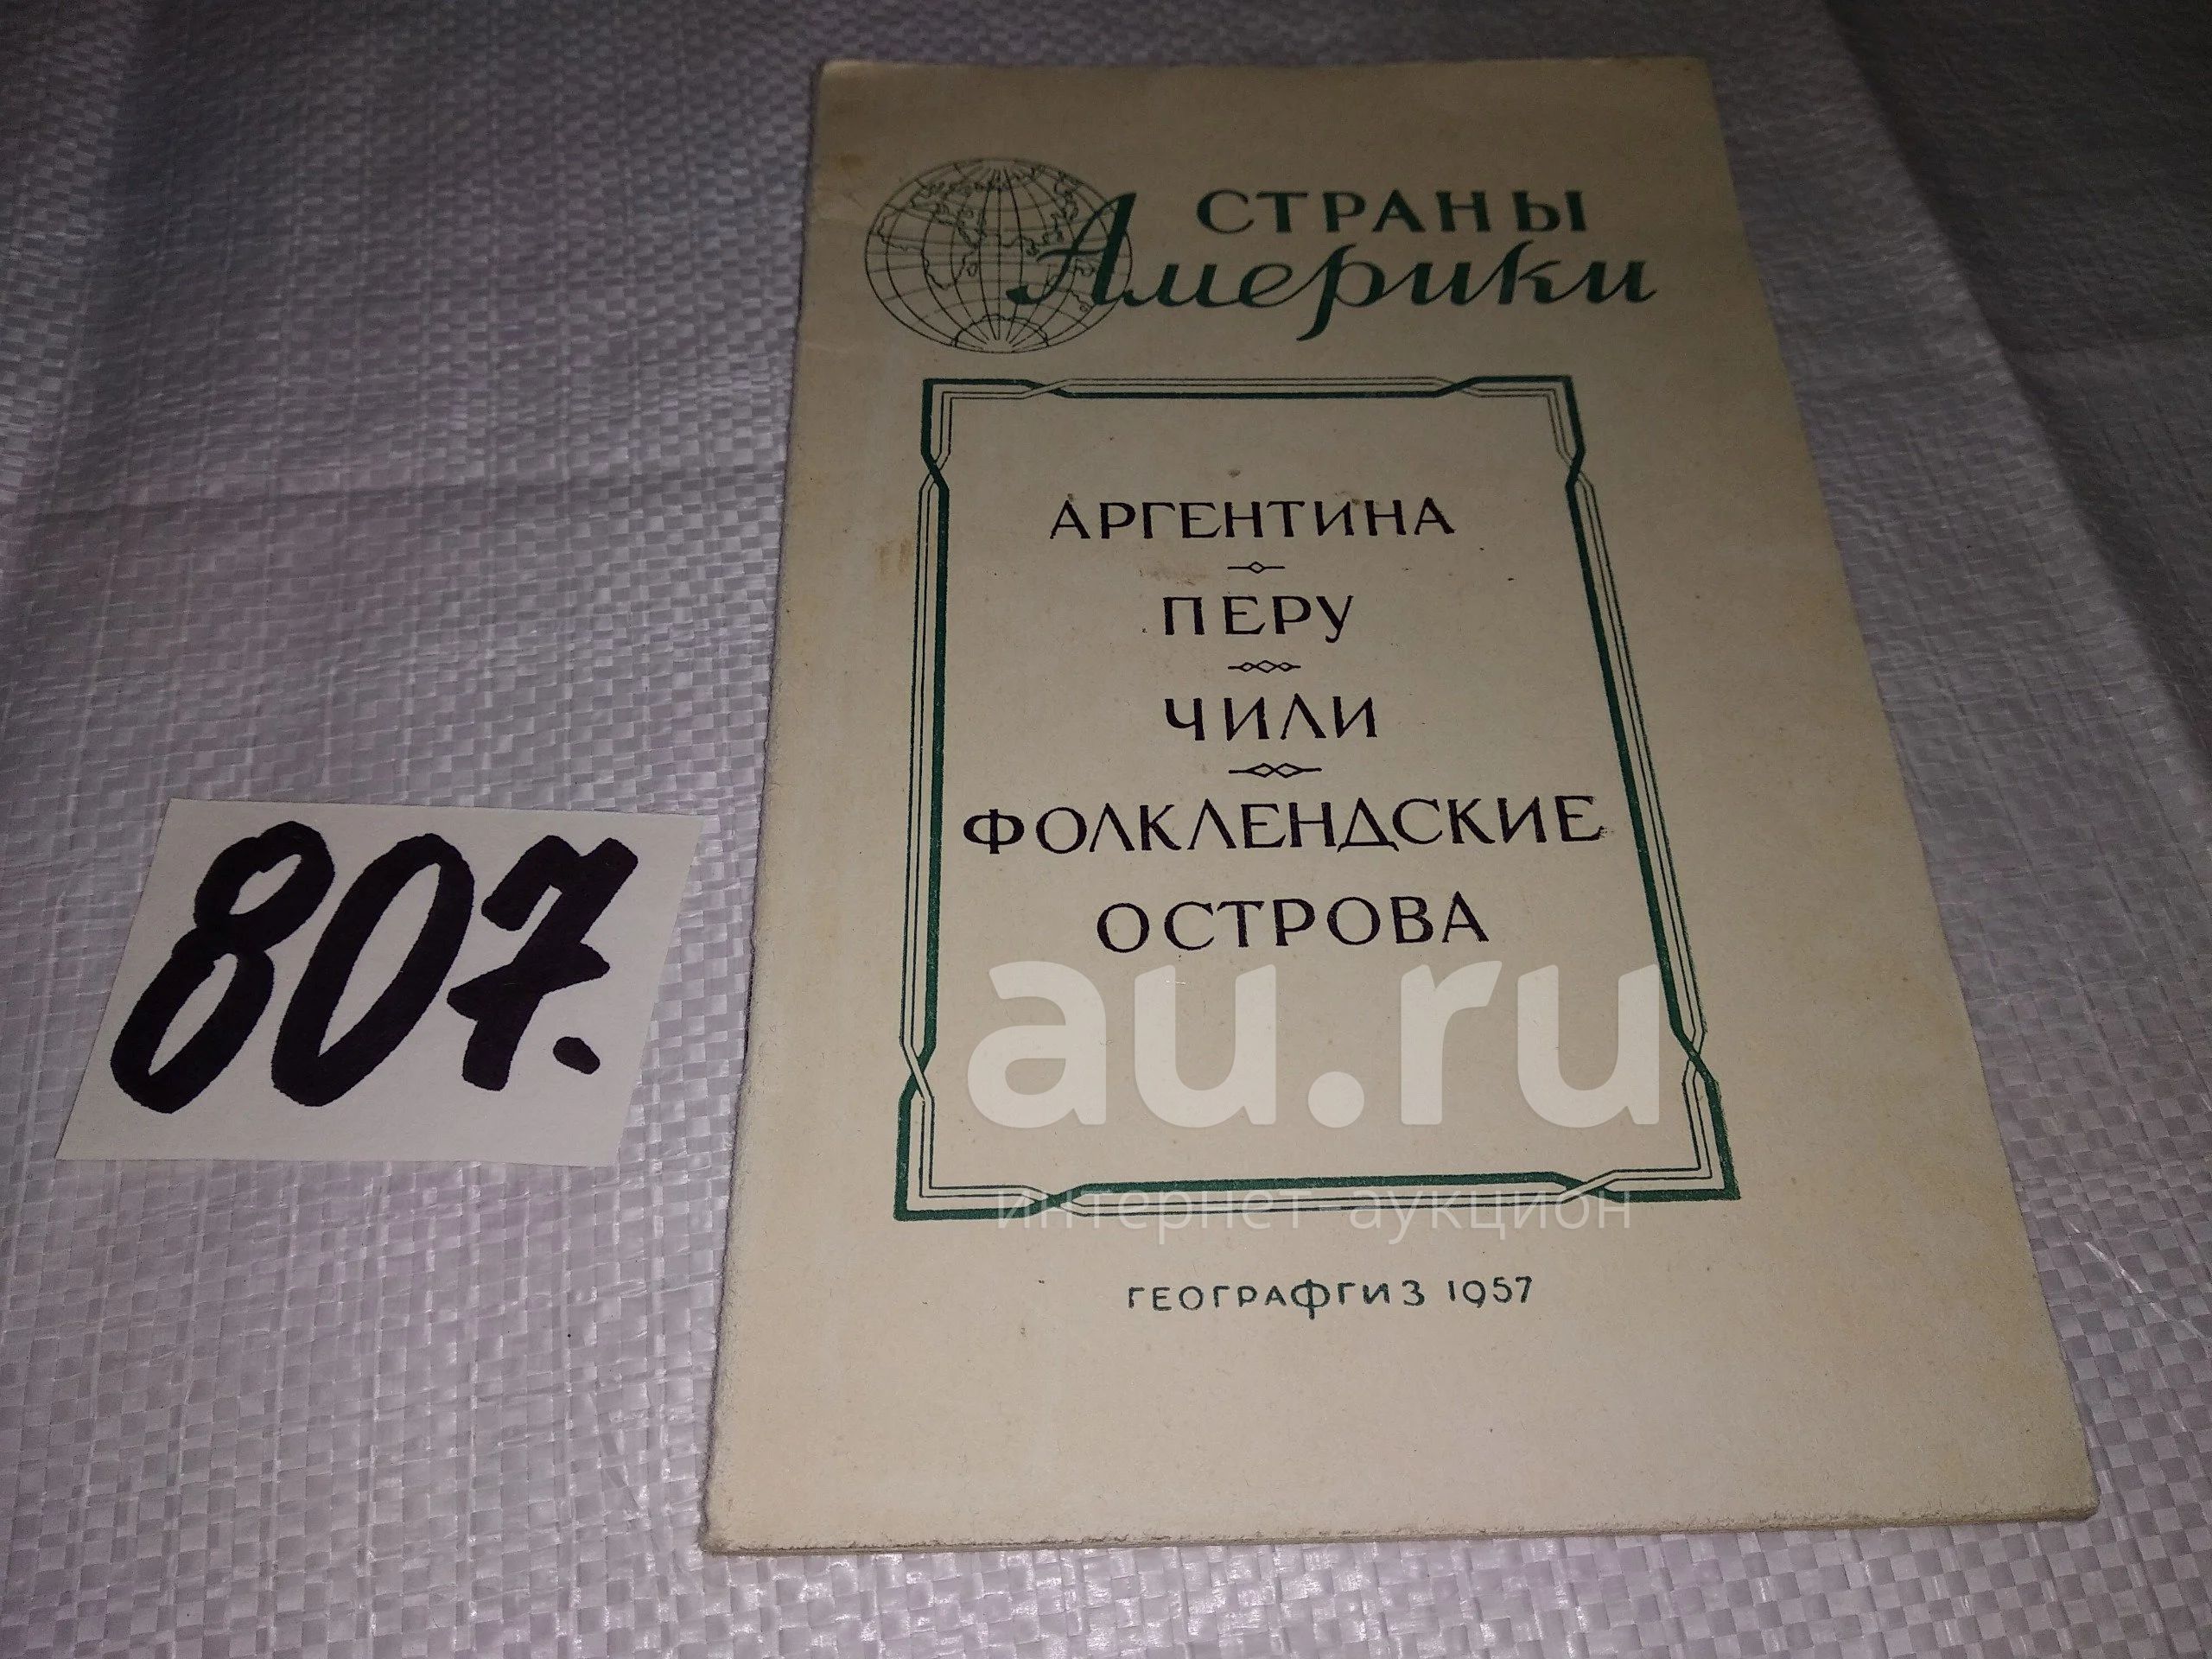 СТРАНЫ
Америки
АРГЕНТИНА
ПЕРУ
ЧИЛИ
ФОЛКЛЕНДСКИЕ
ОСТРОВА
ГЕОГРАФГИЗ 1957
807.
au.ru
интернет-аукцион